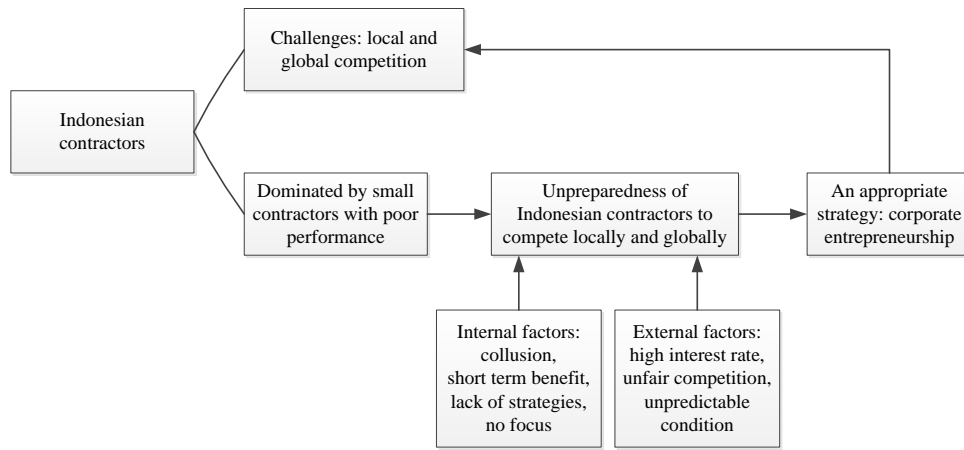 Challenges: local and
global competition
Indonesian
contractors
Dominated by small
contractors with poor
performance
Unpreparedness of
Indonesian contractors to
compete locally and globally
An appropriate
strategy: corporate
entrepreneurship
Internal factors:
collusion,
short term benefit,
lack of strategies,
no focus
External factors:
high interest rate,
unfair competition,
unpredictable
condition